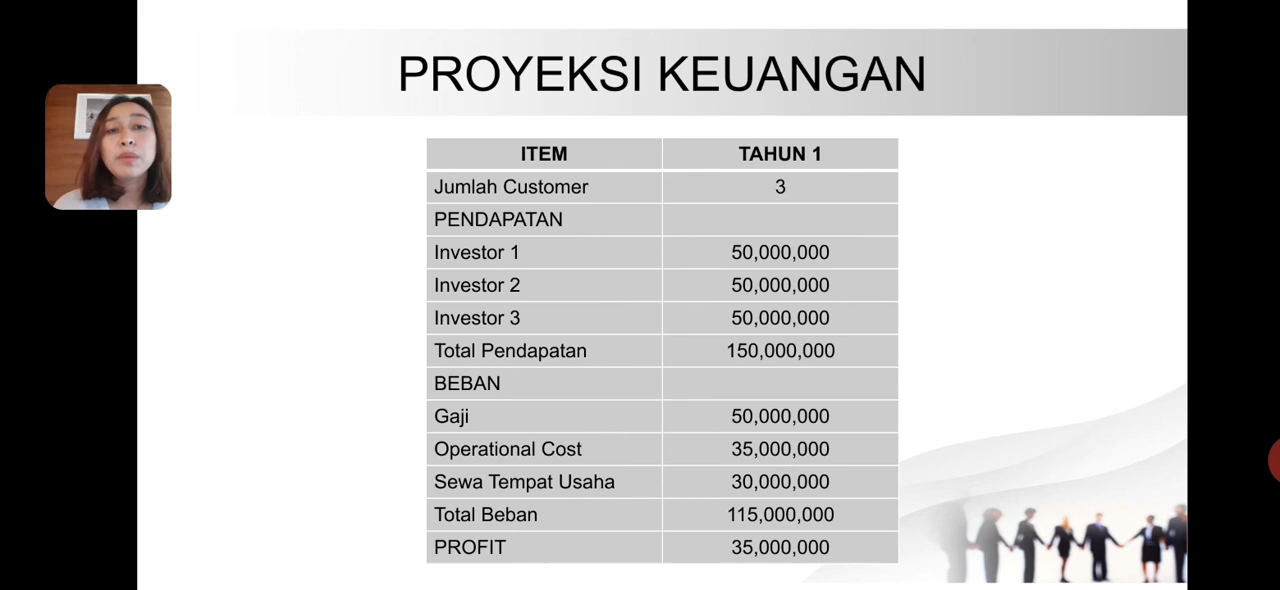 PROYEKSI KEUANGAN
ITEM TAHUN 1
Jumlah Customer 3
PENDAPATAN
Investor 1 50,000,000
Investor 2 50,000,000
Investor 3 50,000,000
Total Pendapatan 150,000,000
BEBAN
Gaji 50,000,000
Operational Cost 35,000,000
Sewa Tempat Usaha 30,000,000
Total Beban 115,000,000
PROFIT 35,000,000